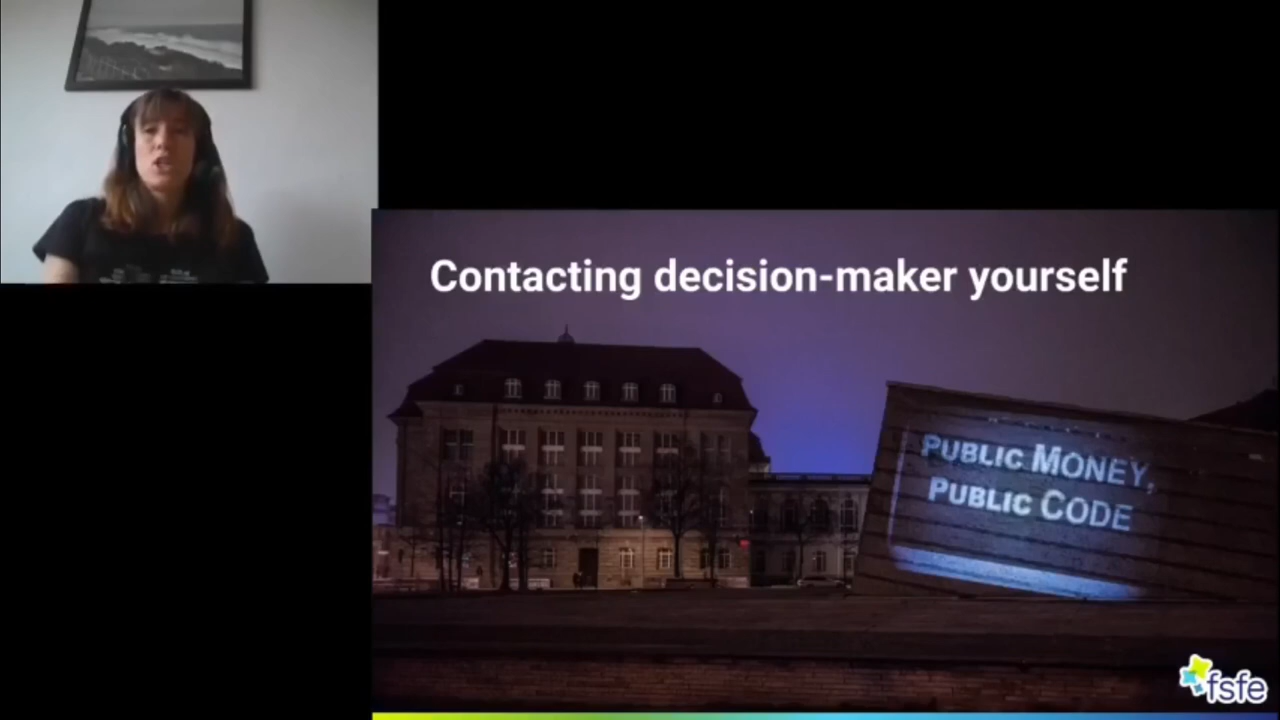 Contacting decision-maker yourself
PUBLIC MONEY,
PUBLIC CODE
fsfe